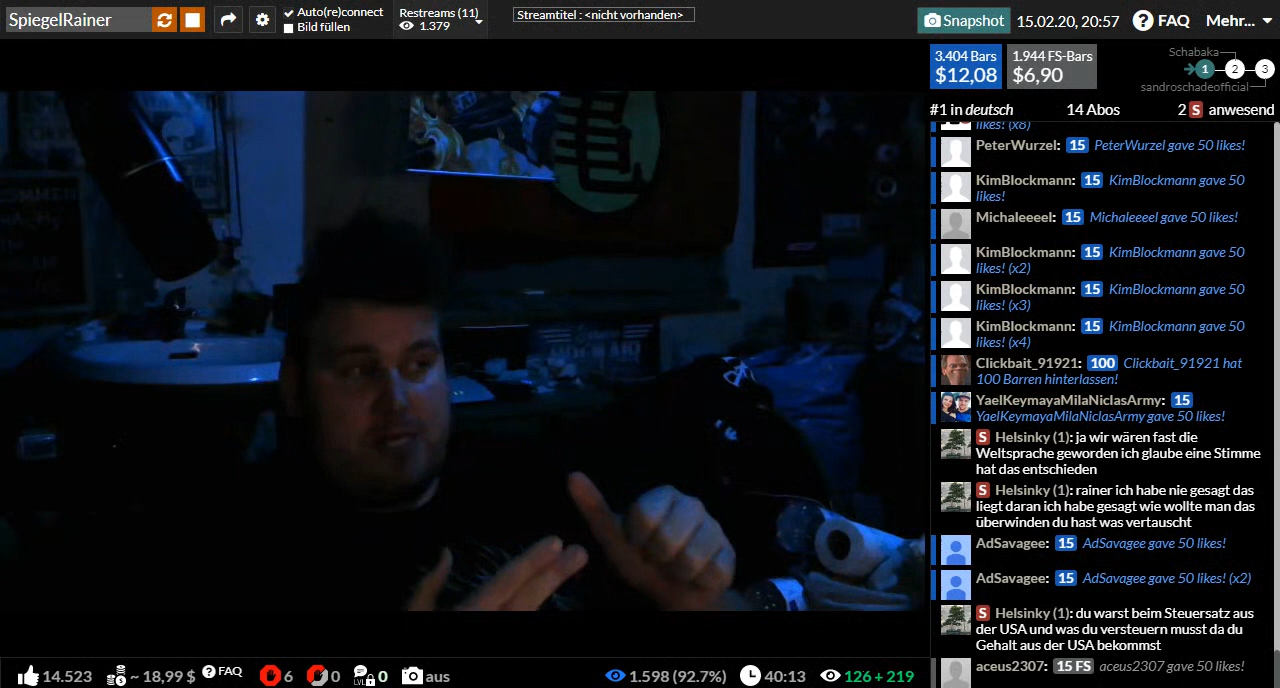 SpiegelRainer
Auto(re)connect
Bild füllen
Restreams (11)
1.379
Streamtitel : <nicht vorhanden>
Snapshot
15.02.20, 20:57
FAQ
Mehr...
3.404 Bars
$12,08
1.944 FS-Bars
$6,90
Schabaka
1 2 3
sandroschadeofficial
#1 in deutsch 14 Abos 2 S anwesend
likes! (x8)
PeterWurzel: 15 PeterWurzel gave 50 likes!
KimBlockmann: 15 KimBlockmann gave 50
likes!
Michaleeeel: 15 Michaleeeel gave 50 likes!
KimBlockmann: 15 KimBlockmann gave 50
likes! (x2)
KimBlockmann: 15 KimBlockmann gave 50
likes! (x3)
KimBlockmann: 15 KimBlockmann gave 50
likes! (x4)
Clickbait_91921: 100 Clickbait_91921 hat
100 Barren hinterlassen!
YaelKeymayaMilaNiclasArmy: 15
YaelKeymayaMilaNiclasArmy gave 50 likes!
S Helsinky (1): ja wir wären fast die
Weltsprache geworden ich glaube eine Stimme
hat das entschieden
S Helsinky (1): rainer ich habe nie gesagt das
liegt daran ich habe gesagt wie wollte man das
überwinden du hast was vertauscht
AdSavagee: 15 AdSavagee gave 50 likes!
AdSavagee: 15 AdSavagee gave 50 likes! (x2)
S Helsinky (1): du warst beim Steuersatz aus
der USA und was du versteuern musst da du
Gehalt aus der USA bekommst
aceus2307: 15 FS aceus2307 gave 50 likes!
14.523 ~ 18,99 $ FAQ 6 0 LVL 0 aus 1.598 (92.7%) 40:13 126 + 219